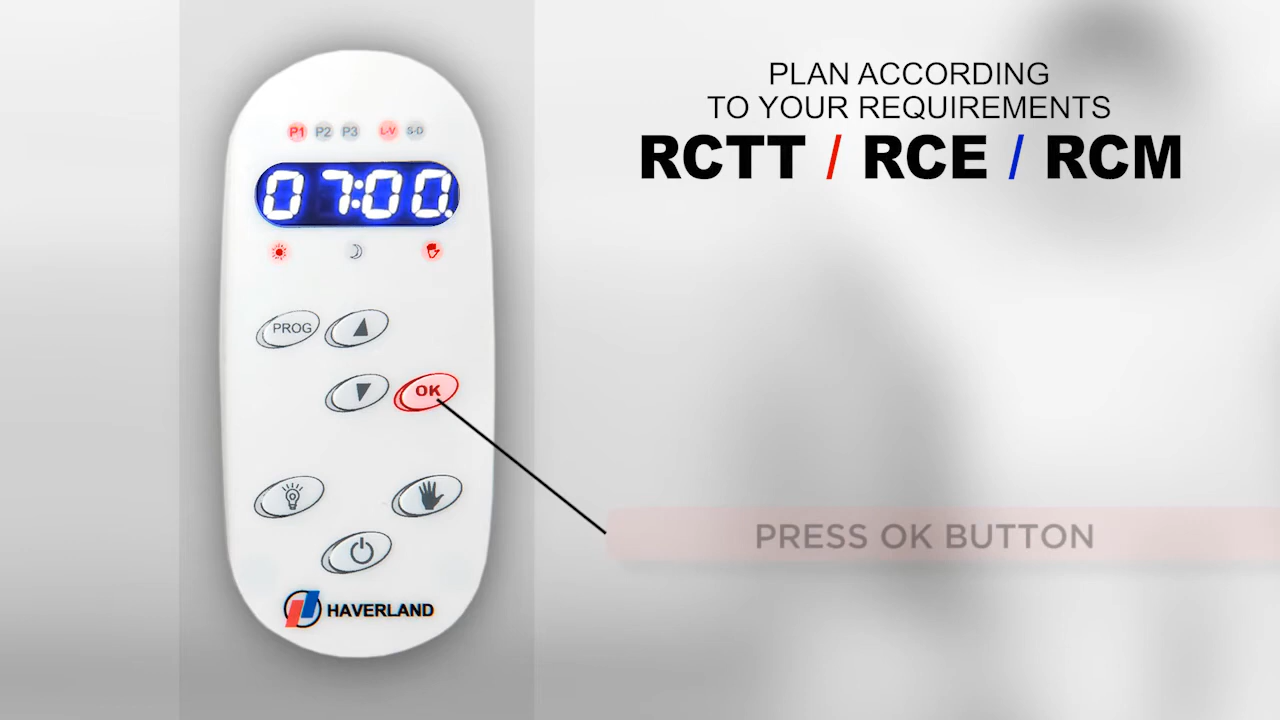 PLAN ACCORDING
TO YOUR REQUIREMENTS
RCTT / RCE / RCM
P1 P2 P3 L-V S-D
07:00.
PROG
OK
PRESS OK BUTTON
HAVERLAND